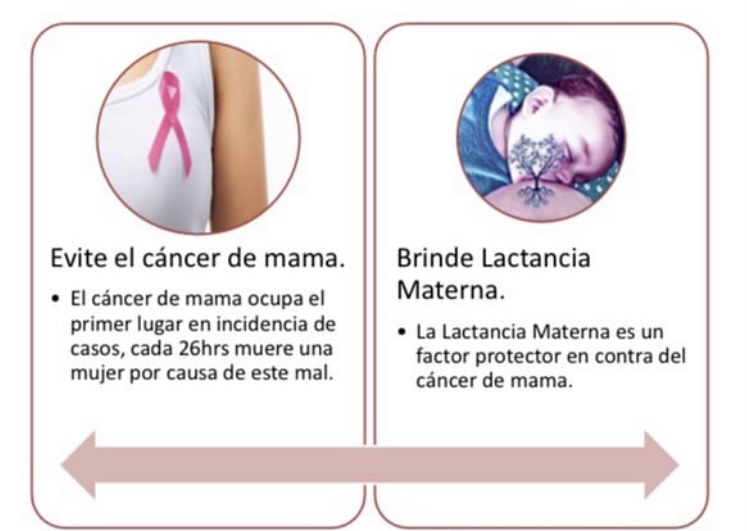 Evite el cáncer de mama.
• El cáncer de mama ocupa el
primer lugar en incidencia de
casos, cada 26hrs muere una
mujer por causa de este mal.
Brinde Lactancia
Materna.
• La Lactancia Materna es un
factor protector en contra del
cáncer de mama.